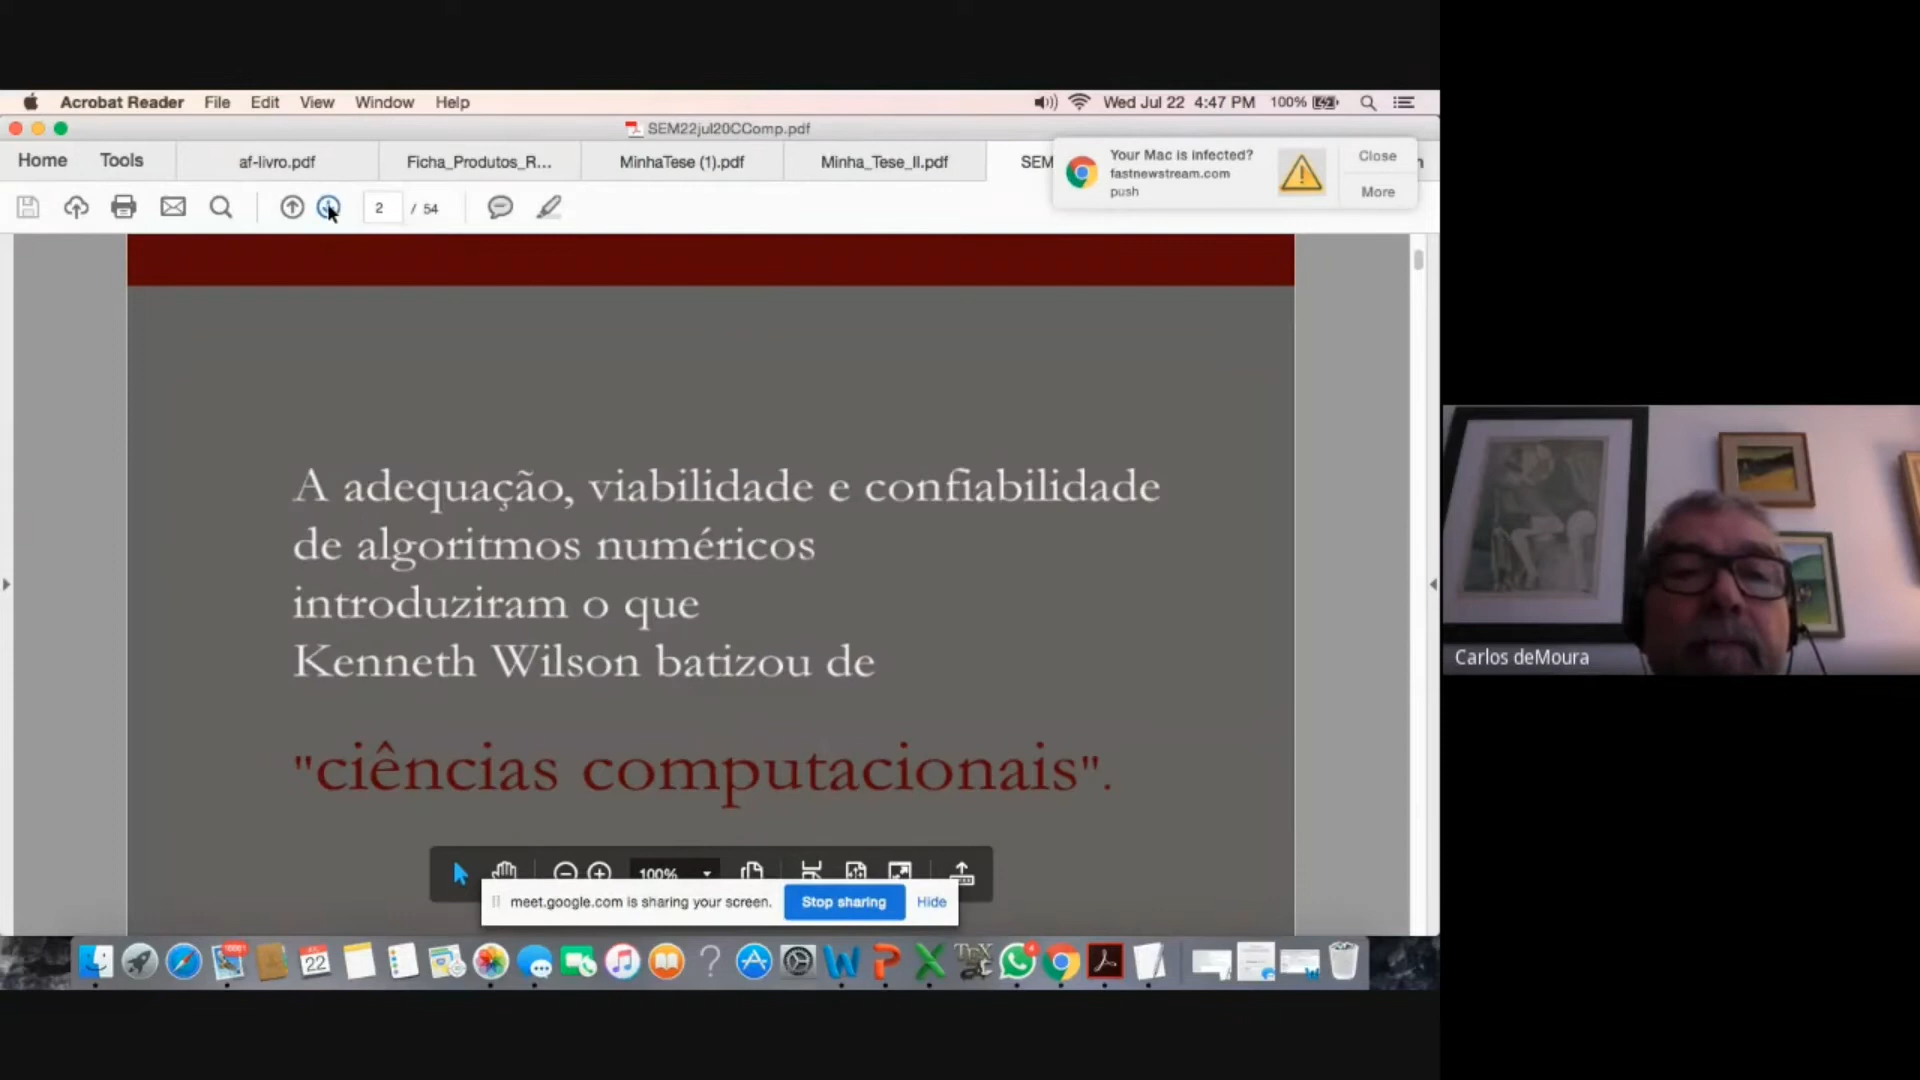 Acrobat Reader File Edit View Window Help Wed Jul 22 4:47 PM 100%
SEM22jul20CComp.pdf
Home Tools af-livro.pdf Ficha_Produtos_R... MinhaTese (1).pdf Minha_Tese_II.pdf SEM
Your Mac is infected? Close
fastnewstream.com
push More
2 / 54
A adequação, viabilidade e confiabilidade
de algoritmos numéricos
introduziram o que
Kenneth Wilson batizou de
"ciências computacionais".
100%
meet.google.com is sharing your screen. Stop sharing Hide
22
4
Carlos deMoura